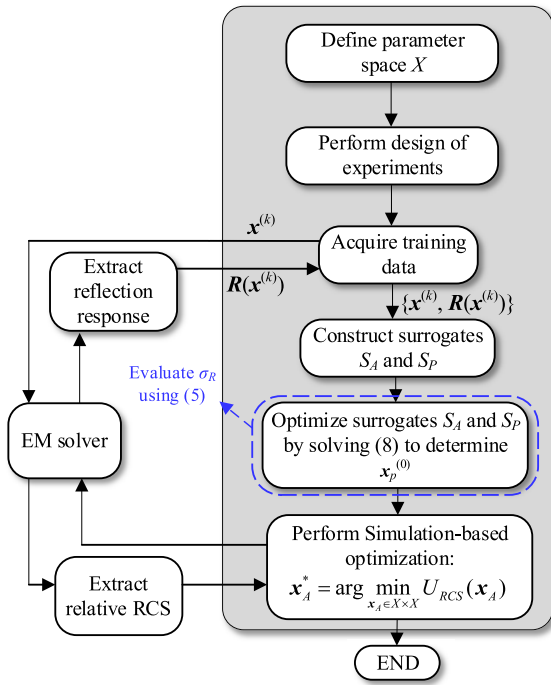 Define parameter
space X
Perform design of
experiments
x^(k)
Acquire training
data
Extract
reflection
response
R(x^(k))
{x^(k), R(x^(k))}
Construct surrogates
S_A and S_P
Evaluate σ_R
using (5)
Optimize surrogates S_A and S_P
by solving (8) to determine
x_p^(0)
EM solver
Perform Simulation-based
optimization:
x_A^* = arg min_{x_A∈X×X} U_RCS(x_A)
Extract
relative RCS
END